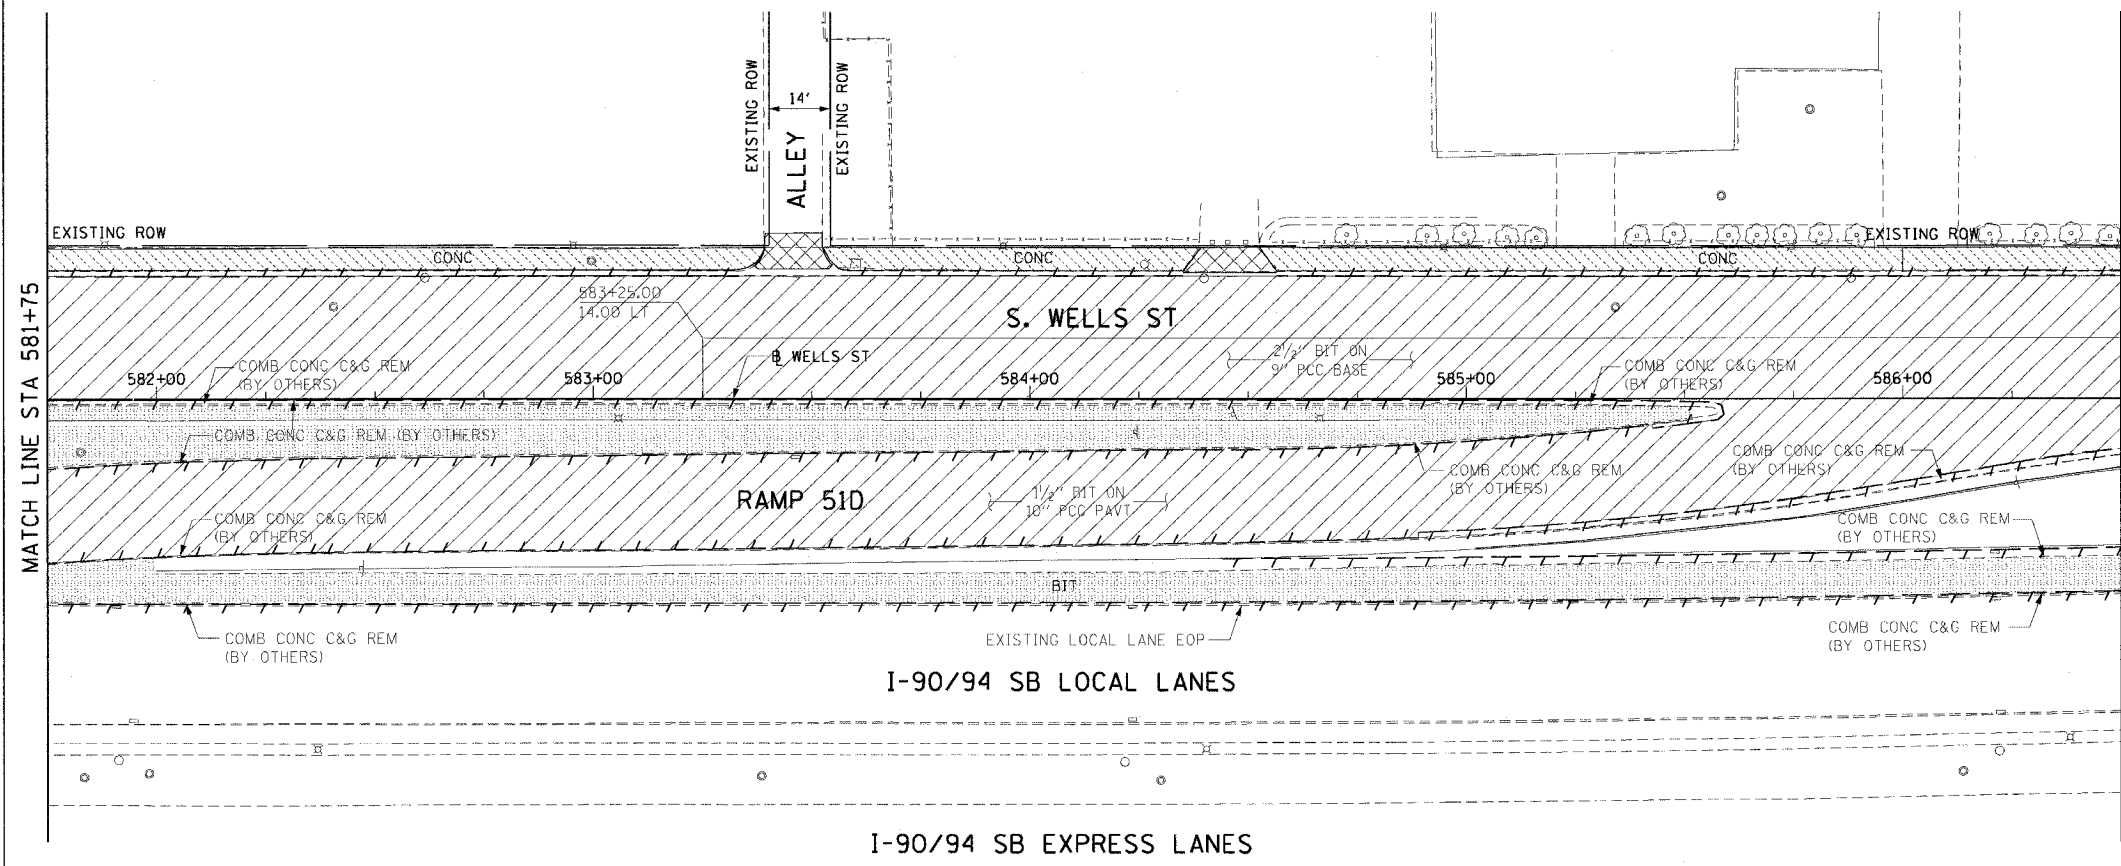 MATCH LINE STA 581+75
EXISTING ROW
EXISTING ROW
14'
ALLEY
EXISTING ROW
EXISTING ROW
CONC
CONC
CONC
583+25.00
14.00 LT
S. WELLS ST
B WELLS ST
2 1/2" BIT ON
9" PCC BASE
COMB CONC C&G REM
(BY OTHERS)
COMB CONC C&G REM
(BY OTHERS)
582+00
583+00
584+00
585+00
586+00
COMB CONC C&G REM (BY OTHERS)
COMB CONC C&G REM
(BY OTHERS)
COMB CONC C&G REM
(BY OTHERS)
RAMP 51D
1 1/2" BIT ON
10" PCC PAVT
COMB CONC C&G REM
(BY OTHERS)
COMB CONC C&G REM
(BY OTHERS)
BIT
COMB CONC C&G REM
(BY OTHERS)
EXISTING LOCAL LANE EOP
COMB CONC C&G REM
(BY OTHERS)
I-90/94 SB LOCAL LANES
I-90/94 SB EXPRESS LANES